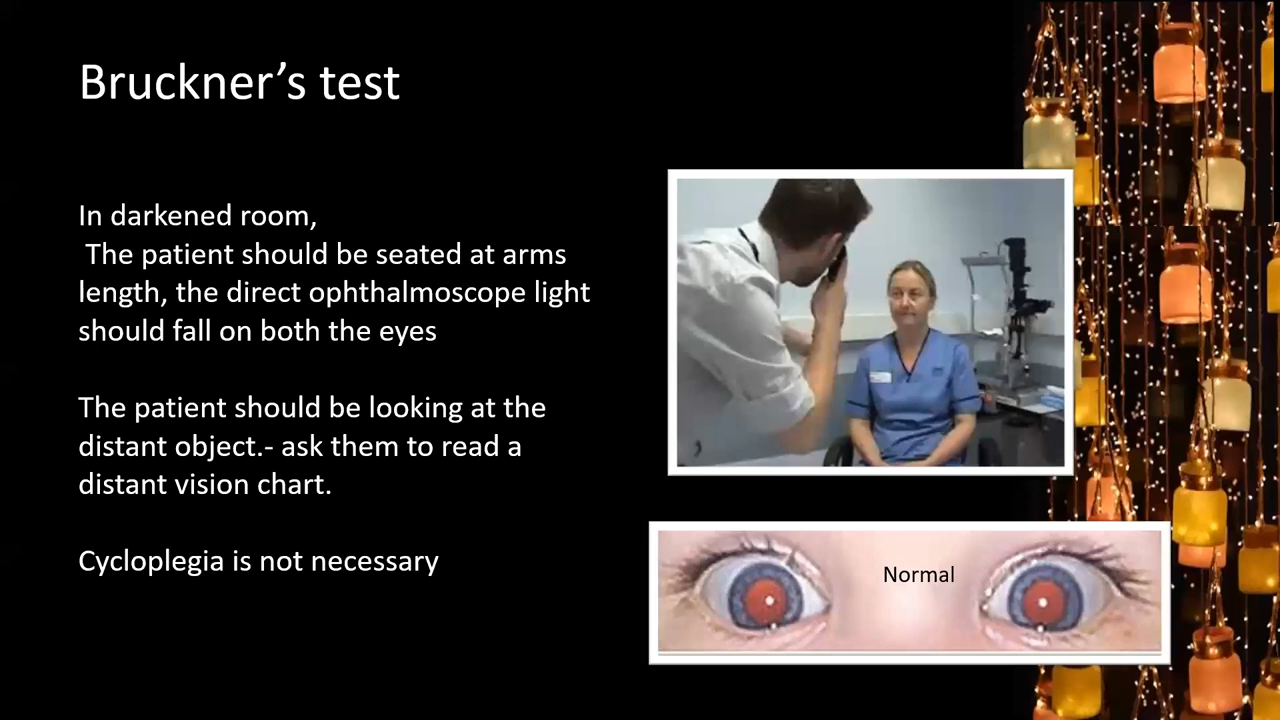 Bruckner’s test
In darkened room,
The patient should be seated at arms
length, the direct ophthalmoscope light
should fall on both the eyes
The patient should be looking at the
distant object.- ask them to read a
distant vision chart.
Cycloplegia is not necessary
Normal